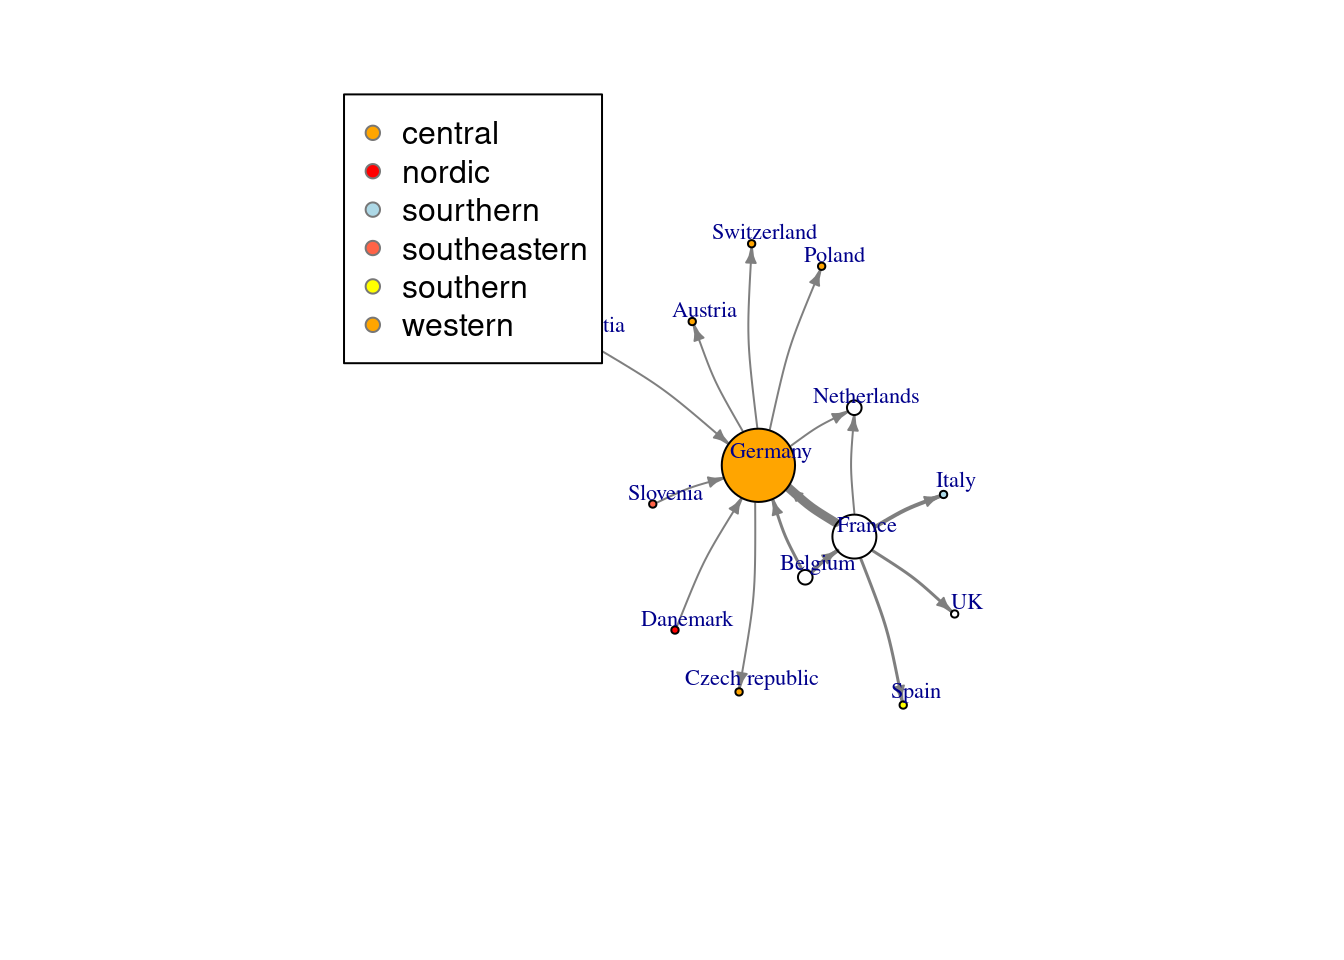 central
nordic
sourthern
southeastern
southern
western
Switzerland
Poland
Austria
tia
Netherlands
Germany
Italy
Slovenia
France
Belgium
UK
Danemark
Czech republic
Spain